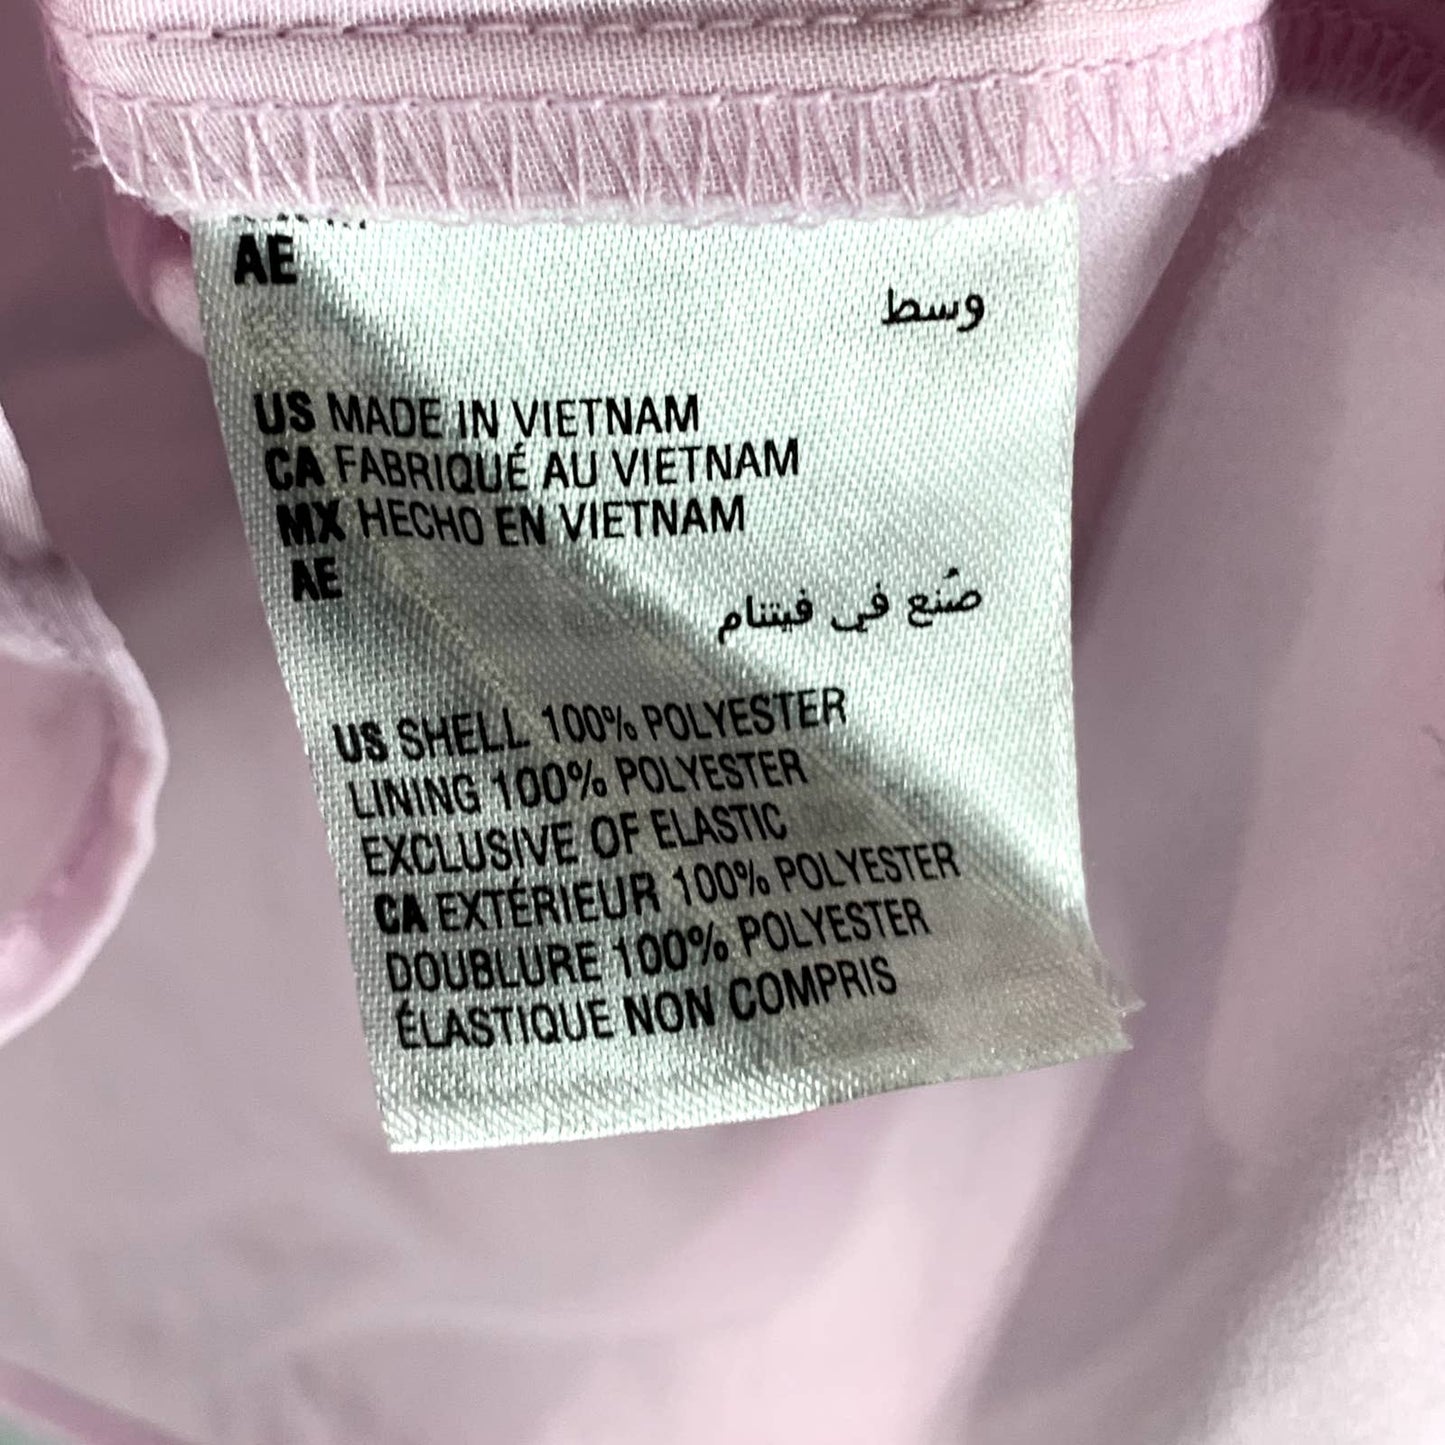 AE
وسط
US MADE IN VIETNAM
CA FABRIQUÉ AU VIETNAM
MX HECHO EN VIETNAM
AE
صُنع في فيتنام
US SHELL 100% POLYESTER
LINING 100% POLYESTER
EXCLUSIVE OF ELASTIC
CA EXTÉRIEUR 100% POLYESTER
DOUBLURE 100% POLYESTER
ÉLASTIQUE NON COMPRIS